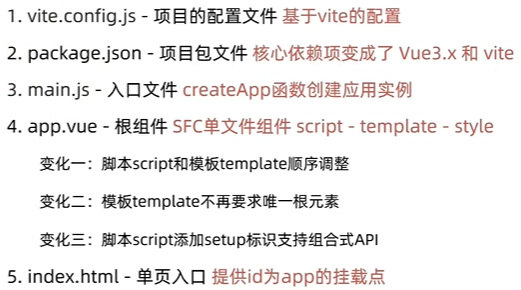 1. vite.config.js - 项目的配置文件 基于vite的配置
2. package.json - 项目包文件 核心依赖项变成了 Vue3.x 和 vite
3. main.js - 入口文件 createApp函数创建应用实例
4. app.vue - 根组件 SFC单文件组件 script - template - style
变化一：脚本script和模板template顺序调整
变化二：模板template不再要求唯一根元素
变化三：脚本script添加setup标识支持组合式API
5. index.html - 单页入口 提供id为app的挂载点